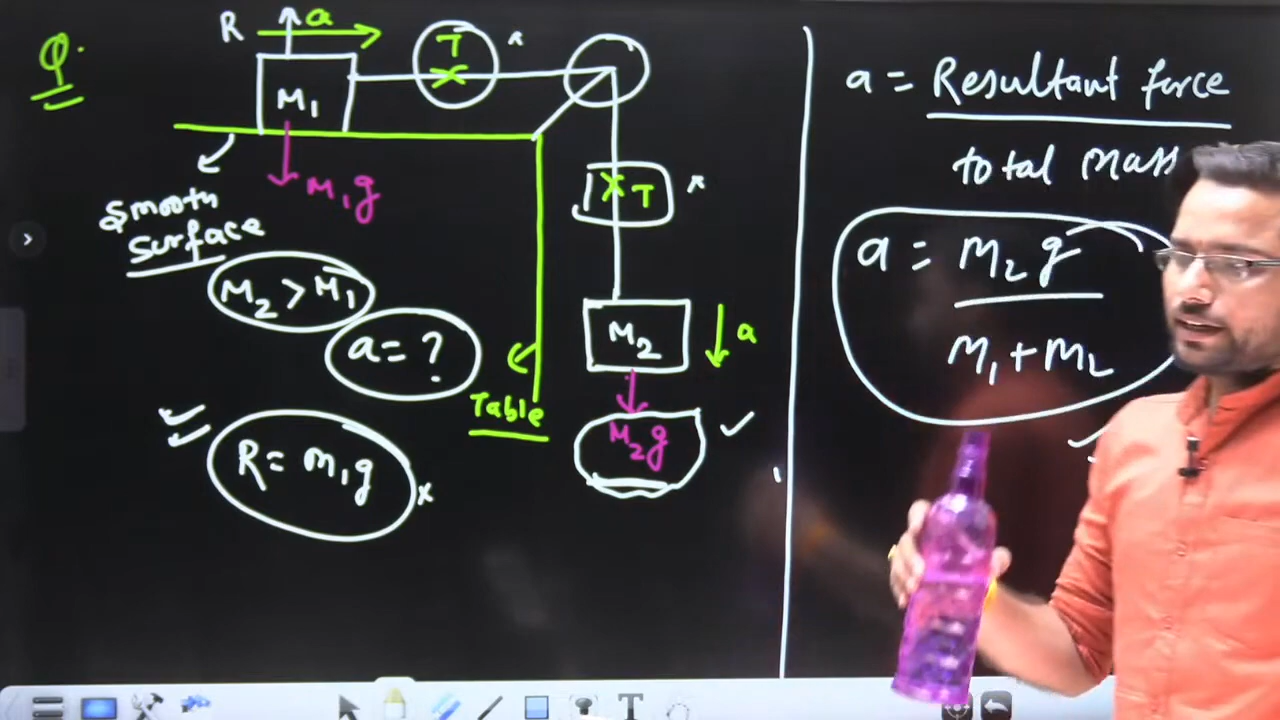 Q.
R a
T
M₁
M₁g
Smooth
Surface
T
M₂ > M₁
a = ?
M₂
a
Table
M₂g
R = m₁g
a = Resultant force
total Mass
a = m₂g
m₁ + m₂
T